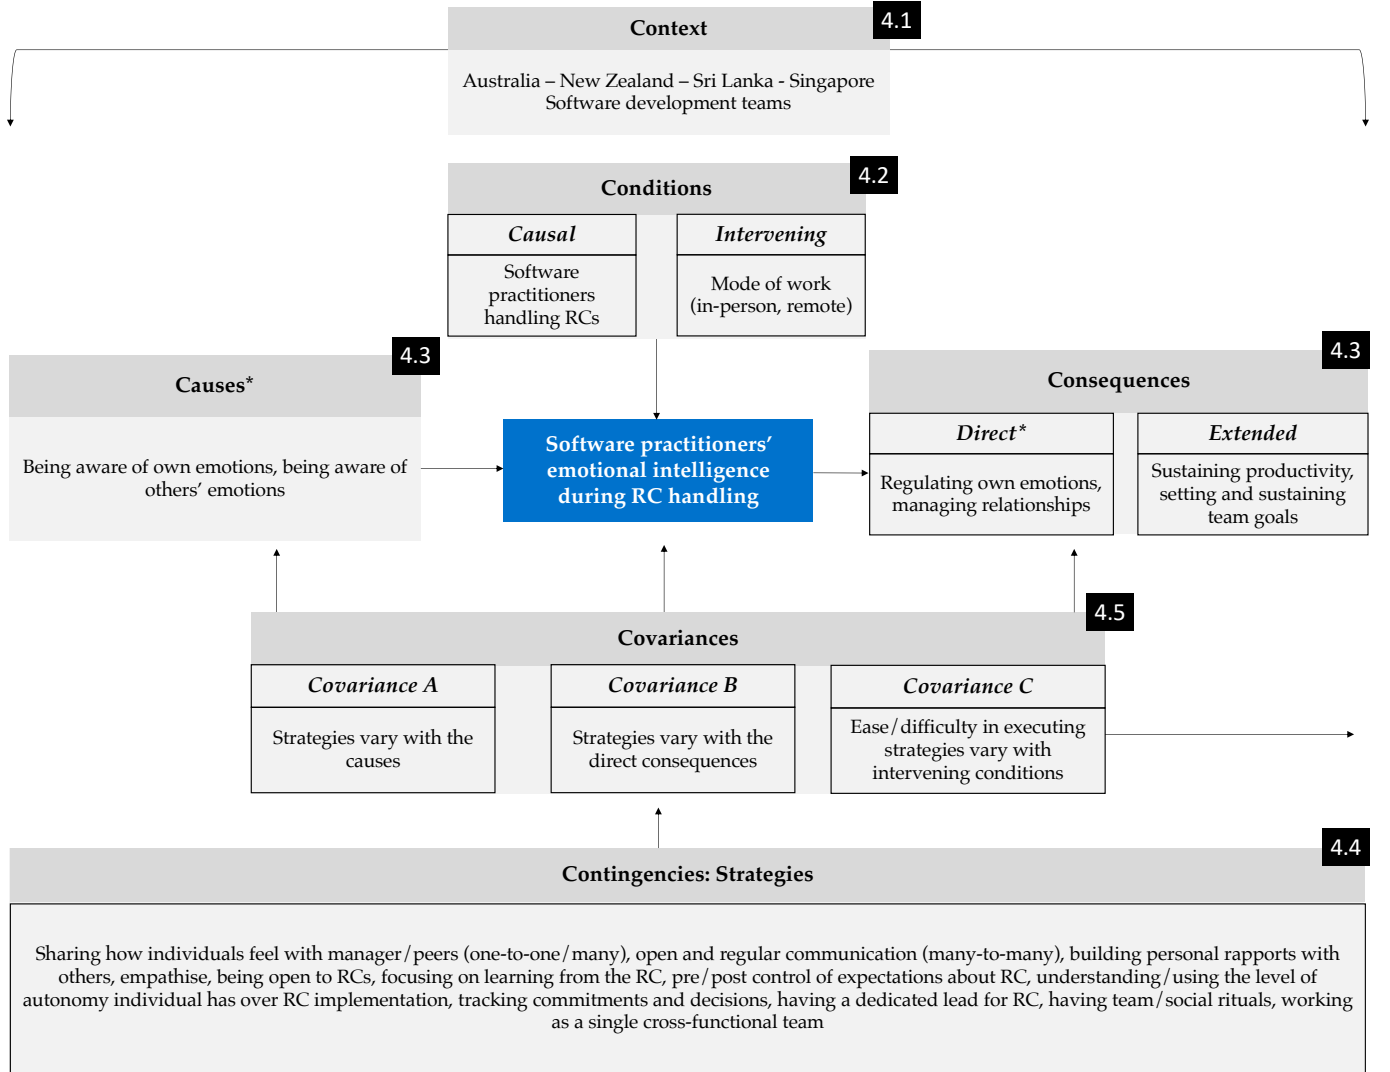 4.1
Context
Australia – New Zealand – Sri Lanka - Singapore
Software development teams
4.2
Conditions
Causal
Software
practitioners
handling RCs
Intervening
Mode of work
(in-person, remote)
4.3
Causes*
Being aware of own emotions, being aware of
others’ emotions
Software practitioners’
emotional intelligence
during RC handling
4.3
Consequences
Direct*
Regulating own emotions,
managing relationships
Extended
Sustaining productivity,
setting and sustaining
team goals
4.5
Covariances
Covariance A
Strategies vary with the
causes
Covariance B
Strategies vary with the
direct consequences
Covariance C
Ease/difficulty in executing
strategies vary with
intervening conditions
4.4
Contingencies: Strategies
Sharing how individuals feel with manager/peers (one-to-one/many), open and regular communication (many-to-many), building personal rapports with
others, empathise, being open to RCs, focusing on learning from the RC, pre/post control of expectations about RC, understanding/using the level of
autonomy individual has over RC implementation, tracking commitments and decisions, having a dedicated lead for RC, having team/social rituals, working
as a single cross-functional team